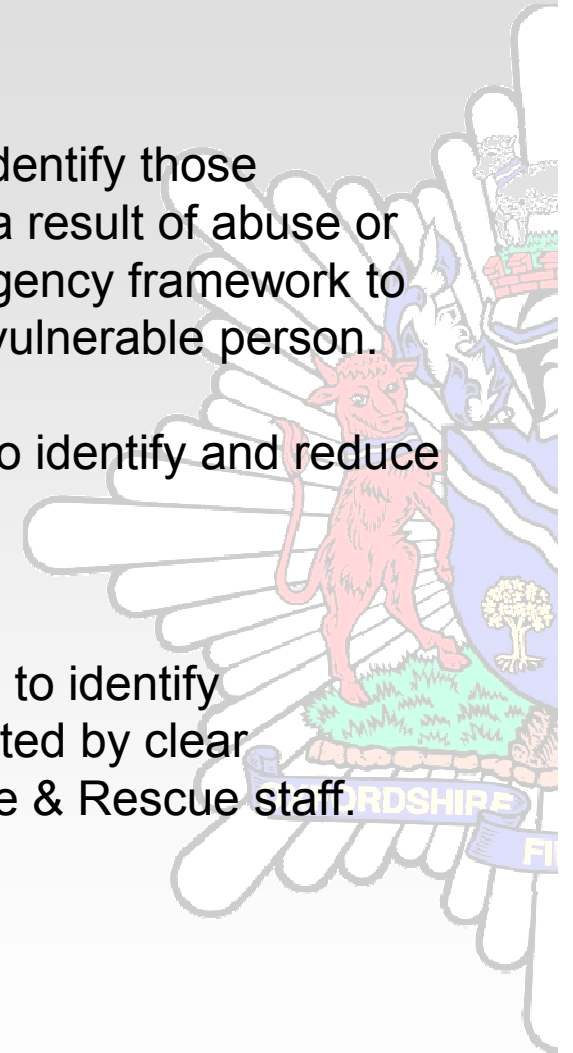 dentify those
a result of abuse or
gency framework to
vulnerable person.
o identify and reduce
to identify
ted by clear
e & Rescue staff.
RDSHIRE
FI